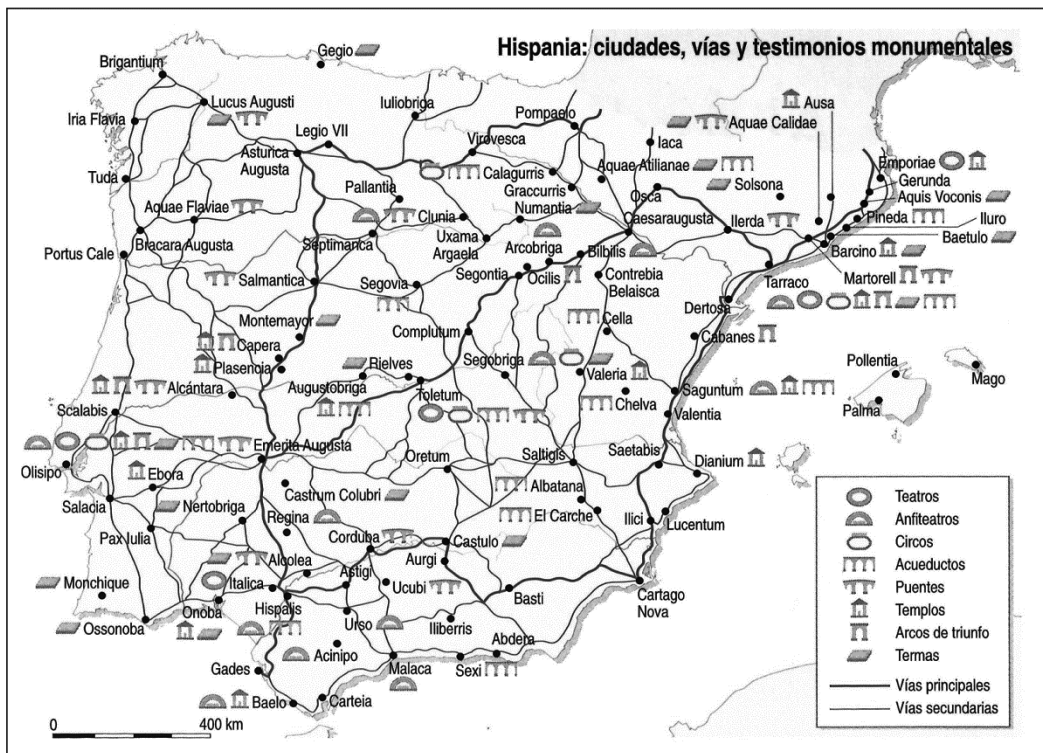 Hispania: ciudades, vías y testimonios monumentales
Gegio
Brigantium
Lucus Augusti
Iuliobriga
Pompaelo
Ausa
Iria Flavia
Legio VII
Virovesca
Iaca
Aquae Calidae
Asturica
Augusta
Calagurris
Aquae Atilianae
Emporiae
Tuda
Pallantia
Graccurris
Osca
Solsona
Gerunda
Aquae Flaviae
Clunia
Numantia
Caesaraugusta
Ilerda
Aquis Voconis
Pineda
Iluro
Bracara Augusta
Septimanca
Uxama
Argaela
Arcobriga
Bilbilis
Barcino
Baetulo
Portus Cale
Salmantica
Segovia
Segontia
Ocilis
Contrebia
Belaisca
Tarraco
Martorell
Dertosa
Montemayor
Complutum
Cella
Cabanes
Capera
Plasencia
Rielves
Segobriga
Valeria
Pollentia
Mago
Alcántara
Augustobriga
Toletum
Chelva
Saguntum
Palma
Scalabis
Valentia
Olisipo
Emerita Augusta
Oretum
Saltigis
Saetabis
Dianium
Ebora
Castrum Colubri
Albatana
Salacia
Nertobriga
Regina
El Carche
Ilici
Lucentum
Pax Iulia
Corduba
Castulo
Alcolea
Aurgi
Monchique
Italica
Astigi
Ucubi
Basti
Cartago
Nova
Onoba
Hispalis
Ossonoba
Urso
Iliberris
Abdera
Acinipo
Gades
Malaca
Sexi
Baelo
Carteia
0
400 km
Teatros
Anfiteatros
Circos
Acueductos
Puentes
Templos
Arcos de triunfo
Termas
Vías principales
Vías secundarias